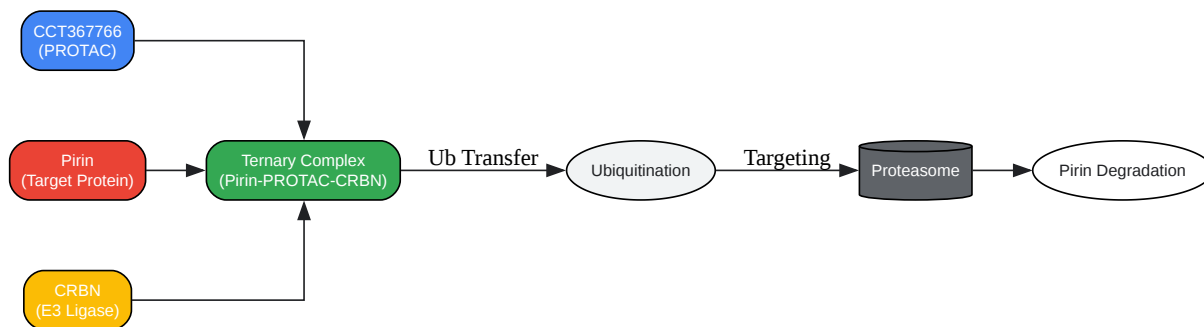 CCT367766
(PROTAC)
Pirin
(Target Protein)
Ternary Complex
(Pirin-PROTAC-CRBN)
Ub Transfer
Ubiquitination
Targeting
Proteasome
Pirin Degradation
CRBN
(E3 Ligase)